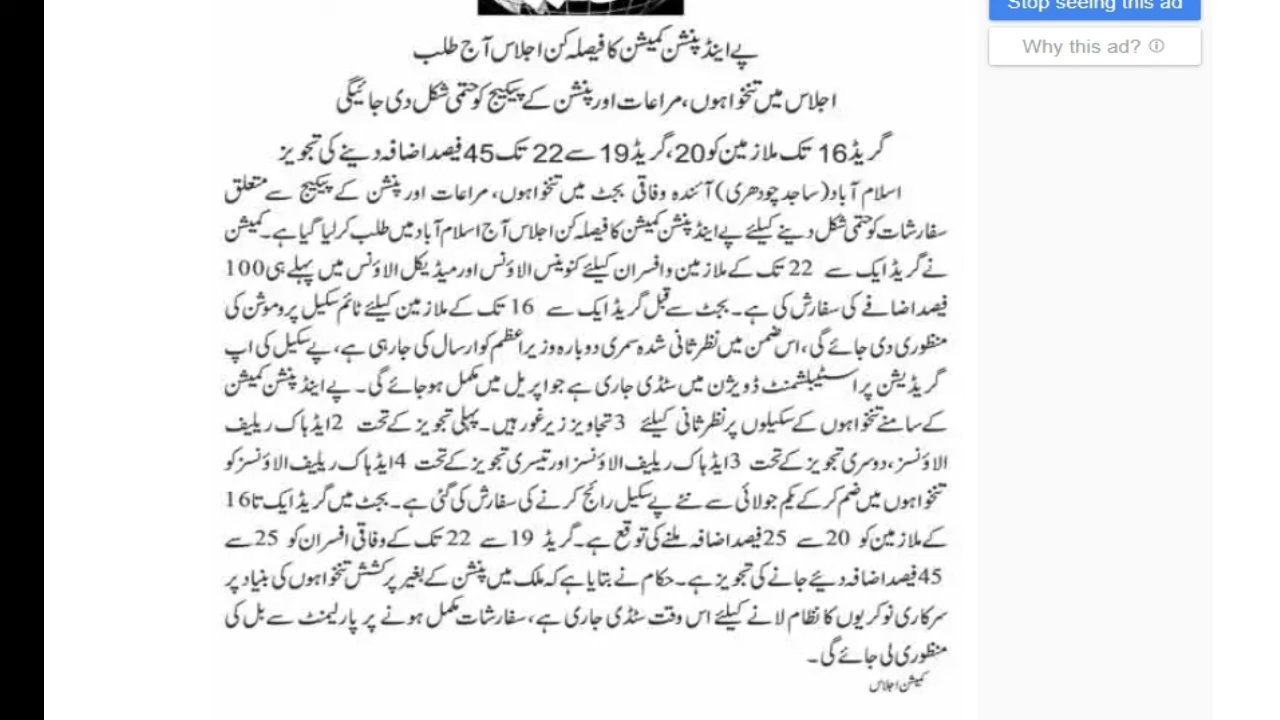 Stop seeing this ad
Why this ad?
پے اینڈ پنشن کمیشن کا فیصلہ کن اجلاس آج طلب
اجلاس میں تنخواہوں، مراعات اور پنشن کے پیکیج کو حتمی شکل دی جائیگی
گریڈ 16 تک ملازمین کو 20، گریڈ 19 سے 22 تک 45 فیصد اضافہ دینے کی تجویز
اسلام آباد (ساجد چودھری) آئندہ وفاقی بجٹ میں تنخواہوں، مراعات اور پنشن کے پیکیج سے متعلق
سفارشات کو حتمی شکل دینے کیلئے پے اینڈ پنشن کمیشن کا فیصلہ کن اجلاس آج اسلام آباد میں طلب کر لیا گیا ہے۔ کمیشن
نے گریڈ ایک سے 22 تک کے ملازمین و افسران کیلئے کنوینس الاؤنس اور میڈیکل الاؤنس میں پہلے ہی 100
فیصد اضافے کی سفارش کی ہے۔ بجٹ سے قبل گریڈ ایک سے 16 تک کے ملازمین کیلئے ٹائم سکیل پروموشن کی
منظوری دی جائے گی، اس ضمن میں نظرثانی شدہ سمری دوبارہ وزیراعظم کو ارسال کی جا رہی ہے، پے سکیل کی اپ
گریڈیشن پر اسٹیبلشمنٹ ڈویژن میں سٹڈی جاری ہے جو اپریل میں مکمل ہو جائے گی۔ پے اینڈ پنشن کمیشن
کے سامنے تنخواہوں کے سکیلوں پر نظرثانی کیلئے 3 تجاویز زیر غور ہیں۔ پہلی تجویز کے تحت 2 ایڈہاک ریلیف
الاؤنسز، دوسری تجویز کے تحت 3 ایڈہاک ریلیف الاؤنسز اور تیسری تجویز کے تحت 4 ایڈہاک ریلیف الاؤنسز کو
تنخواہوں میں ضم کر کے یکم جولائی سے نئے پے سکیل رائج کرنے کی سفارش کی گئی ہے۔ بجٹ میں گریڈ ایک تا 16
کے ملازمین کو 20 سے 25 فیصد اضافہ ملنے کی توقع ہے۔ گریڈ 19 سے 22 تک کے وفاقی افسران کو 25 سے
45 فیصد اضافہ دیئے جانے کی تجویز ہے۔ حکام نے بتایا ہے کہ ملک میں پنشن کے بغیر پرکشش تنخواہوں کی بنیاد پر
سرکاری نوکریوں کا نظام لانے کیلئے اس وقت سٹڈی جاری ہے، سفارشات مکمل ہونے پر پارلیمنٹ سے بل کی
منظوری لی جائے گی۔
کمیشن اجلاس